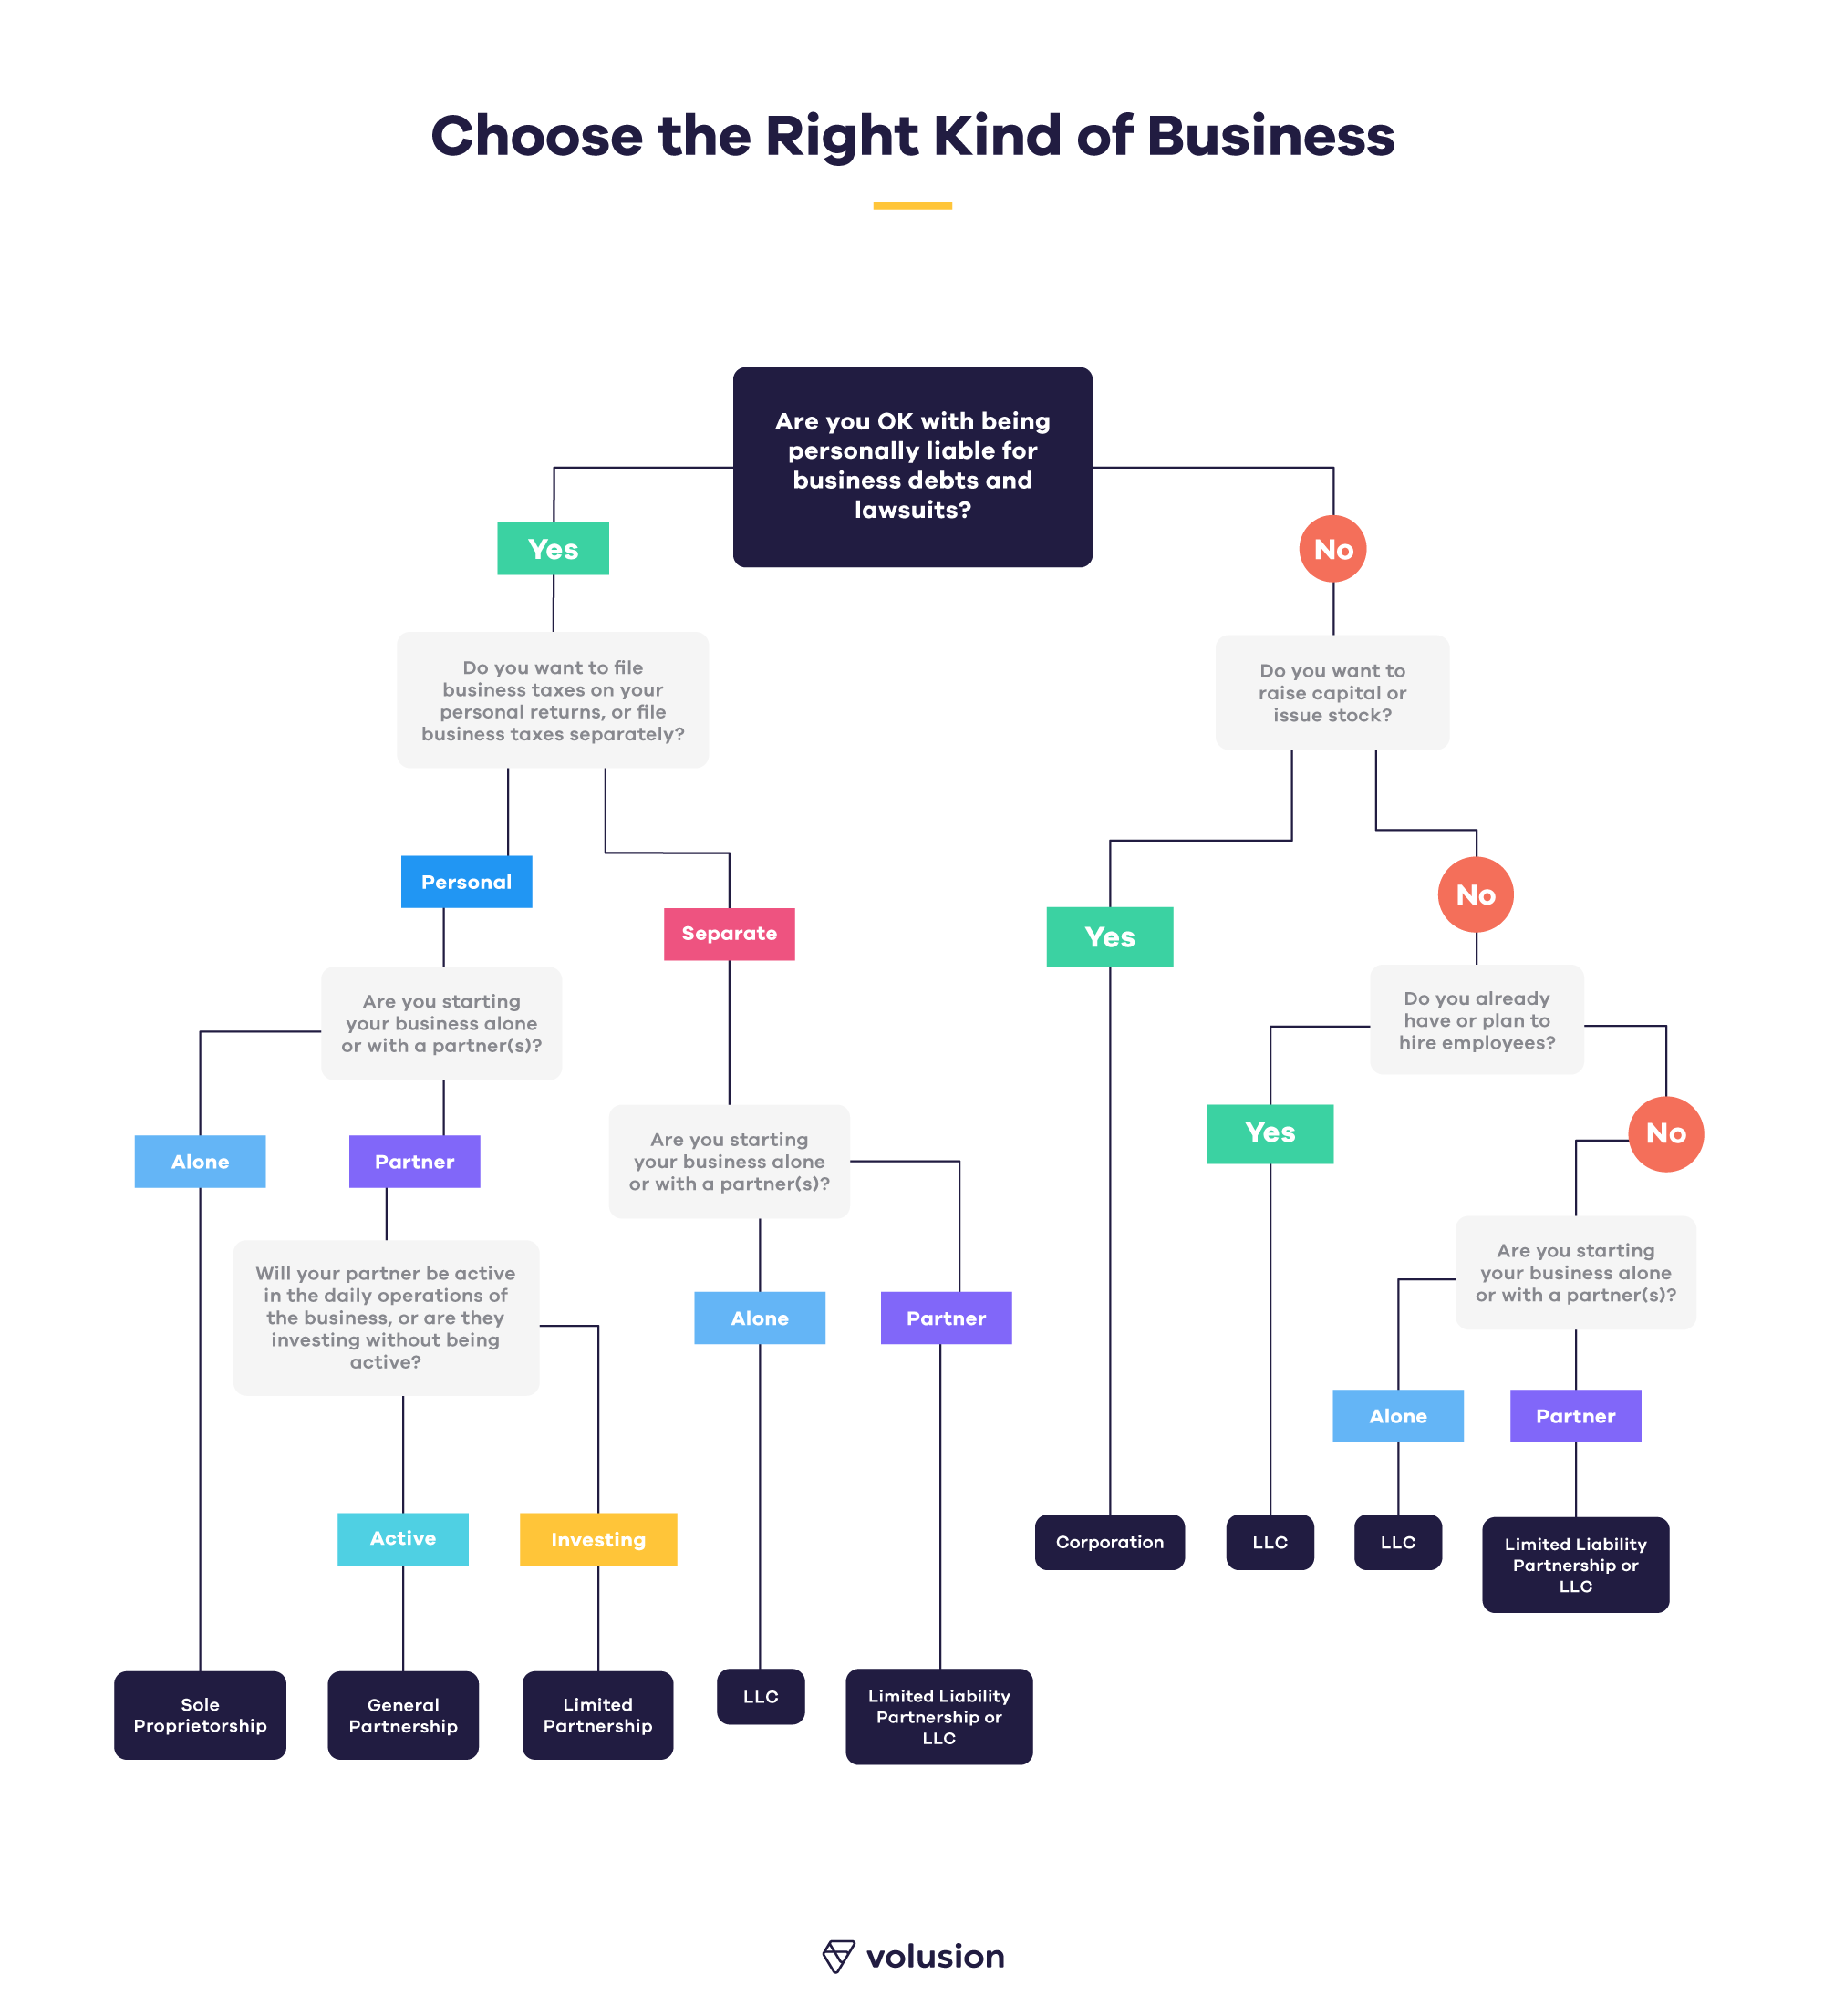 Choose the Right Kind of Business
Are you OK with being
personally liable for
business debts and
lawsuits?
Yes
No
Do you want to file
business taxes on your
personal returns, or file
business taxes separately?
Do you want to
raise capital or
issue stock?
Personal
Separate
Yes
No
Are you starting
your business alone
or with a partner(s)?
Do you already
have or plan to
hire employees?
Alone
Partner
Are you starting
your business alone
or with a partner(s)?
Yes
No
Will your partner be active
in the daily operations of
the business, or are they
investing without being
active?
Alone
Partner
Are you starting
your business alone
or with a partner(s)?
Alone
Partner
Active
Investing
Corporation
LLC
LLC
Limited Liability
Partnership or
LLC
Sole
Proprietorship
General
Partnership
Limited
Partnership
LLC
Limited Liability
Partnership or
LLC
volusion